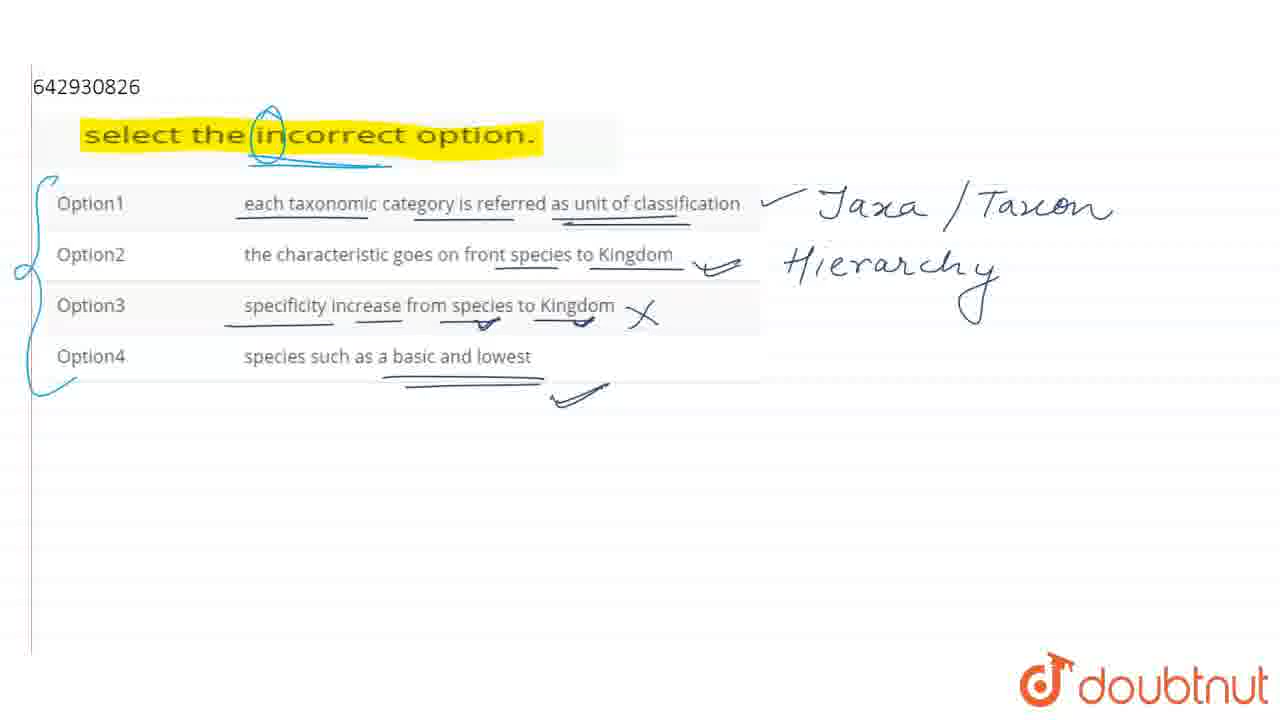 642930826
select the incorrect option.
Option1 each taxonomic category is referred as unit of classification Taxa / Taxon
Option2 the characteristic goes on front species to Kingdom Hierarchy
Option3 specificity increase from species to Kingdom
Option4 species such as a basic and lowest
doubtnut